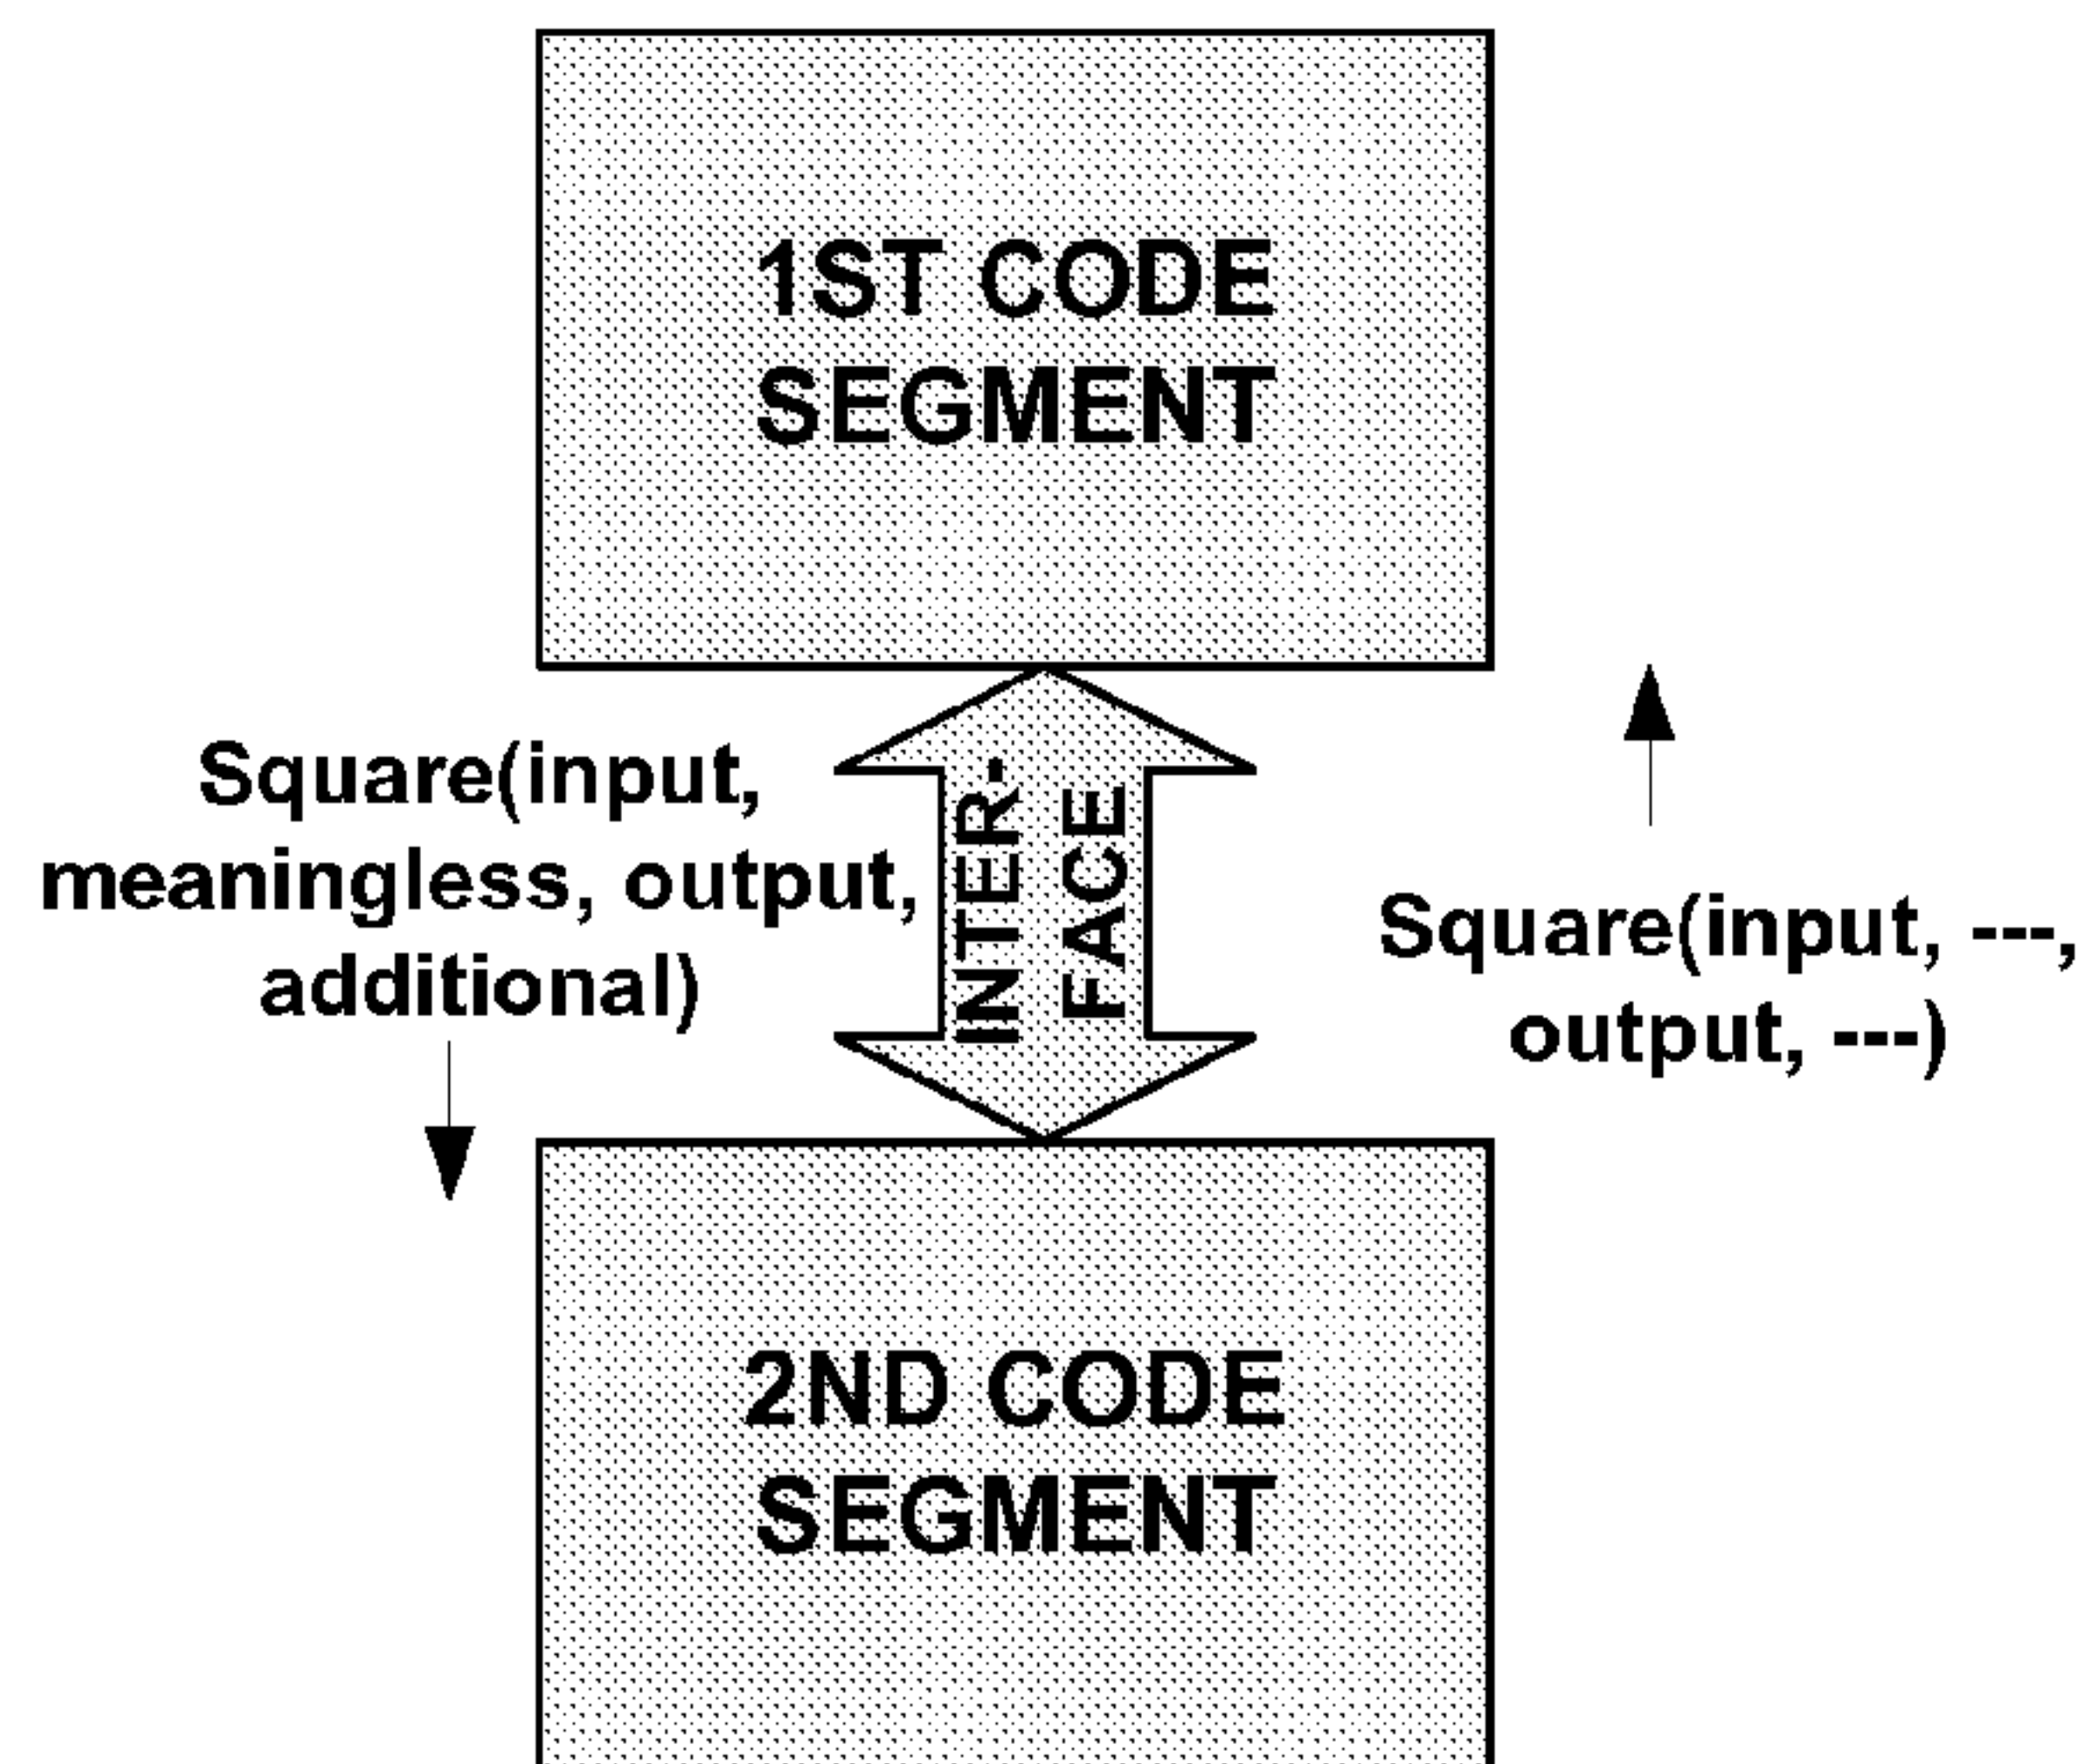 1ST CODE
SEGMENT
Square(input,
meaningless, output,
additional)
INTER-
FACE
Square(input, ---,
output, ---)
2ND CODE
SEGMENT